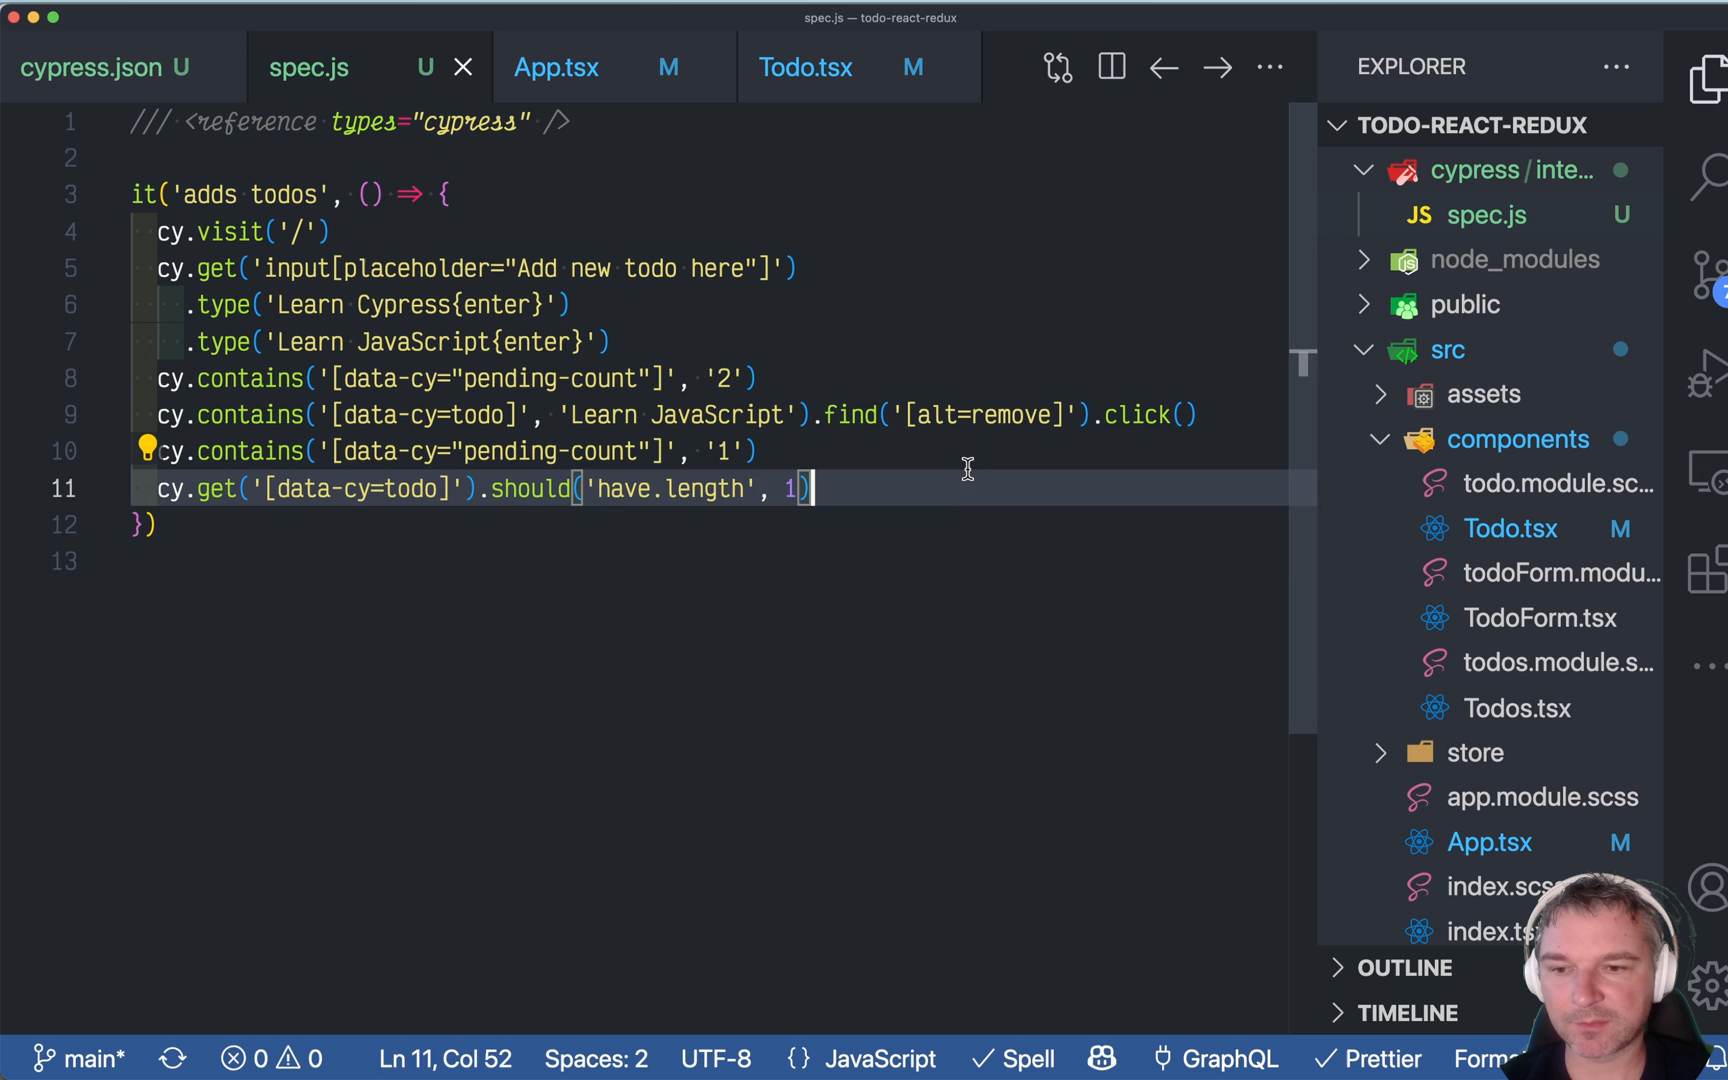 spec.js — todo-react-redux
cypress.json U
spec.js U
App.tsx M
Todo.tsx M
EXPLORER
TODO-REACT-REDUX
cypress/inte...
JS spec.js U
node_modules
public
src
assets
components
todo.module.sc...
Todo.tsx M
todoForm.modu...
TodoForm.tsx
todos.module.s...
Todos.tsx
store
app.module.scss
App.tsx M
index.scs
index.ts
OUTLINE
TIMELINE
1 /// <reference types="cypress" />
2
3 it('adds todos', () => {
4 cy.visit('/')
5 cy.get('input[placeholder="Add new todo here"]')
6 .type('Learn Cypress{enter}')
7 .type('Learn JavaScript{enter}')
8 cy.contains('[data-cy="pending-count"]', '2')
9 cy.contains('[data-cy=todo]', 'Learn JavaScript').find('[alt=remove]').click()
10 cy.contains('[data-cy="pending-count"]', '1')
11 cy.get('[data-cy=todo]').should('have.length', 1)
12 })
13
main* 0 0 Ln 11, Col 52 Spaces: 2 UTF-8 {} JavaScript Spell GraphQL Prettier Forma